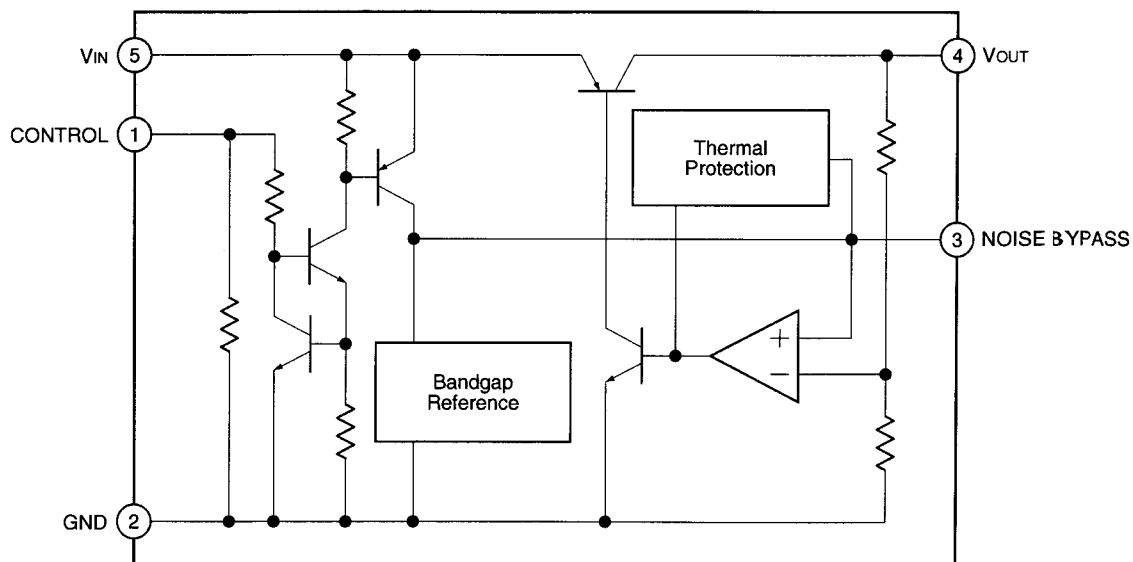 VIN 5
4 VOUT
CONTROL 1
Thermal
Protection
3 NOISE BYPASS
+
−
Bandgap
Reference
GND 2